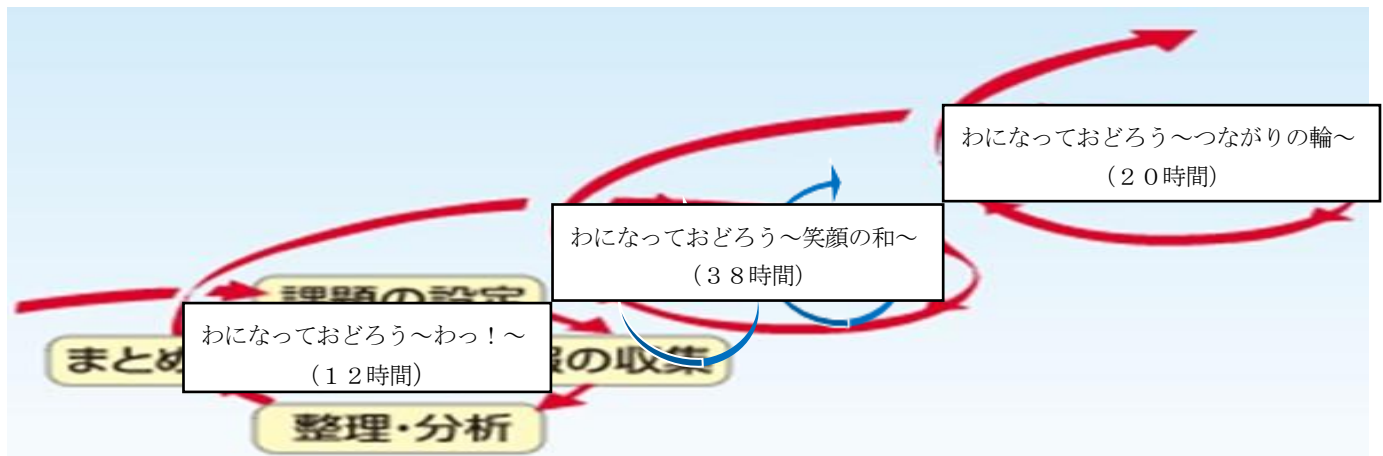 わになっておどろう～つながりの輪～
（２０時間）
わになっておどろう～笑顔の和～
（３８時間）
課題の設定
わになっておどろう～わっ！～
（１２時間）
まとめ
の収集
整理・分析